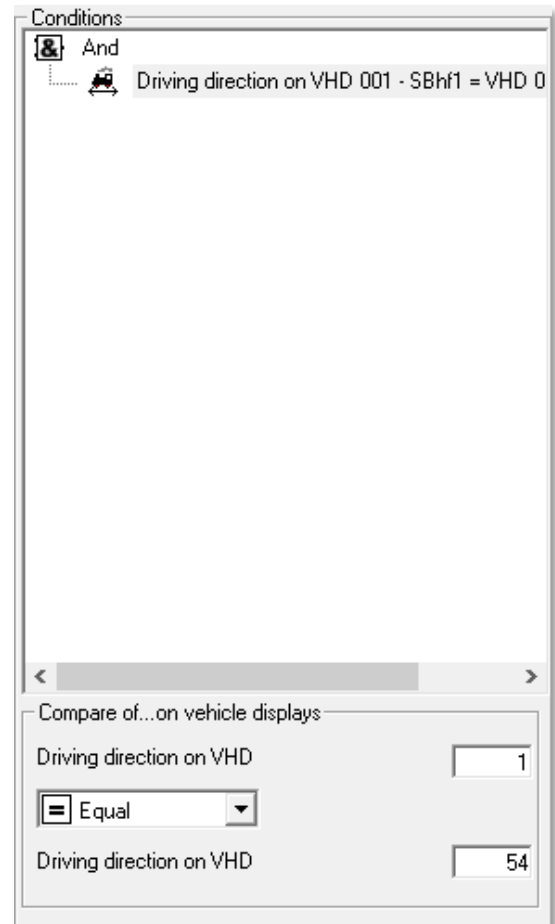 Conditions
& And
Driving direction on VHD 001 - SBhf1 = VHD 0
Compare of...on vehicle displays
Driving direction on VHD 1
= Equal
Driving direction on VHD 54